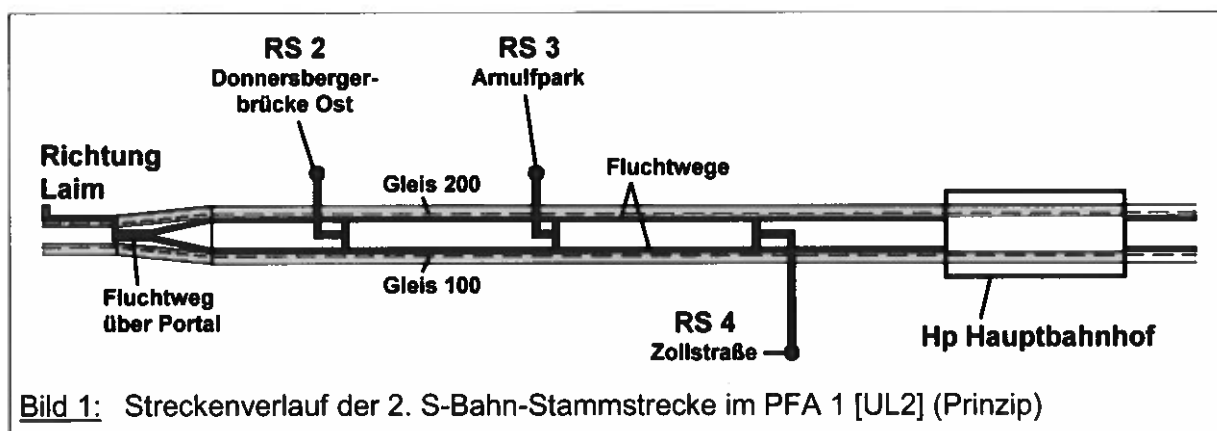 RS 2
Donnersberger-
brücke Ost
RS 3
Arnulfpark
Richtung
Laim
Gleis 200
Fluchtwege
Fluchtweg
über Portal
Gleis 100
RS 4
Zollstraße
Hp Hauptbahnhof
Bild 1: Streckenverlauf der 2. S-Bahn-Stammstrecke im PFA 1 [UL2] (Prinzip)